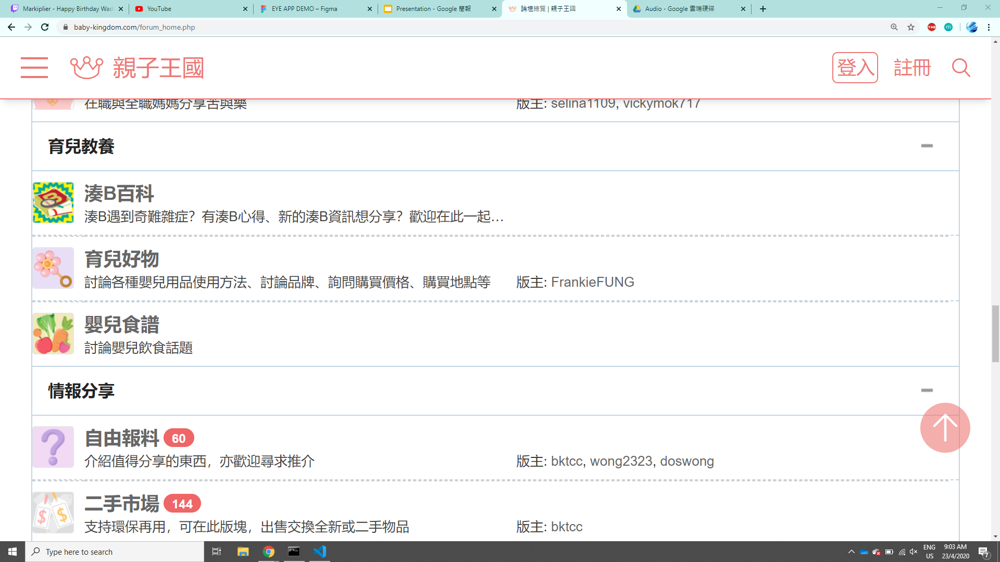 Markiplier - Happy Birthday Wad
YouTube
EYE APP DEMO – Figma
Presentation - Google 簡報
論壇總覽 | 親子王國
Audio - Google 雲端硬碟
baby-kingdom.com/forum_home.php
YAB
m
親子王國
登入
註冊
在職與全職媽媽分享苦與樂
版主: selina1109, vickymok717
育兒教養
湊B百科
湊B遇到奇難雜症？有湊B心得、新的湊B資訊想分享？歡迎在此一起…
育兒好物
討論各種嬰兒用品使用方法、討論品牌、詢問購買價格、購買地點等
版主: FrankieFUNG
嬰兒食譜
討論嬰兒飲食話題
情報分享
自由報料 60
介紹值得分享的東西，亦歡迎尋求推介
版主: bktcc, wong2323, doswong
二手市場 144
支持環保再用，可在此版塊，出售交換全新或二手物品
版主: bktcc
Type here to search
ENG
US
9:03 AM
23/4/2020
7